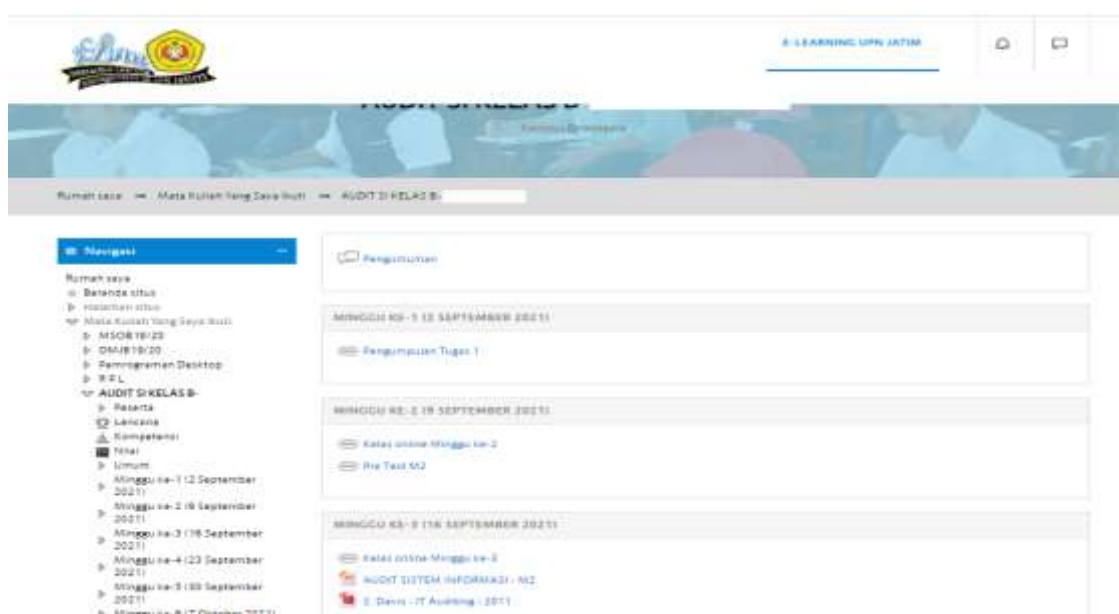 E-LEARNING UPN JATIM
AUDIT SI KELAS B
Rumah saya Mata Kuliah Yang Saya Ikuti AUDIT SI KELAS B-
Navigasi
Rumah saya
Beranda situs
Halaman situs
Mata Kuliah Yang Saya Ikuti
MSOB19/20
DMJB19/20
Pemrograman Desktop
R P L
AUDIT SI KELAS B-
Peserta
Lencana
Kompetensi
Nilai
Umum
Minggu ke-1 (2 September
2021)
Minggu ke-2 (9 September
2021)
Minggu ke-3 (16 September
2021)
Minggu ke-4 (23 September
2021)
Minggu ke-5 (30 September
2021)
Minggu ke-6 (7 Oktober 2021)
Pengumuman
MINGGU KE-1 (2 SEPTEMBER 2021)
Pengumpulan Tugas 1
MINGGU KE-2 (9 SEPTEMBER 2021)
Kelas online Minggu ke-2
Pre Test M2
MINGGU KE-3 (16 SEPTEMBER 2021)
Kelas online Minggu ke-3
AUDIT SISTEM INFORMASI - M2
2. Davis - IT Auditing - 2011